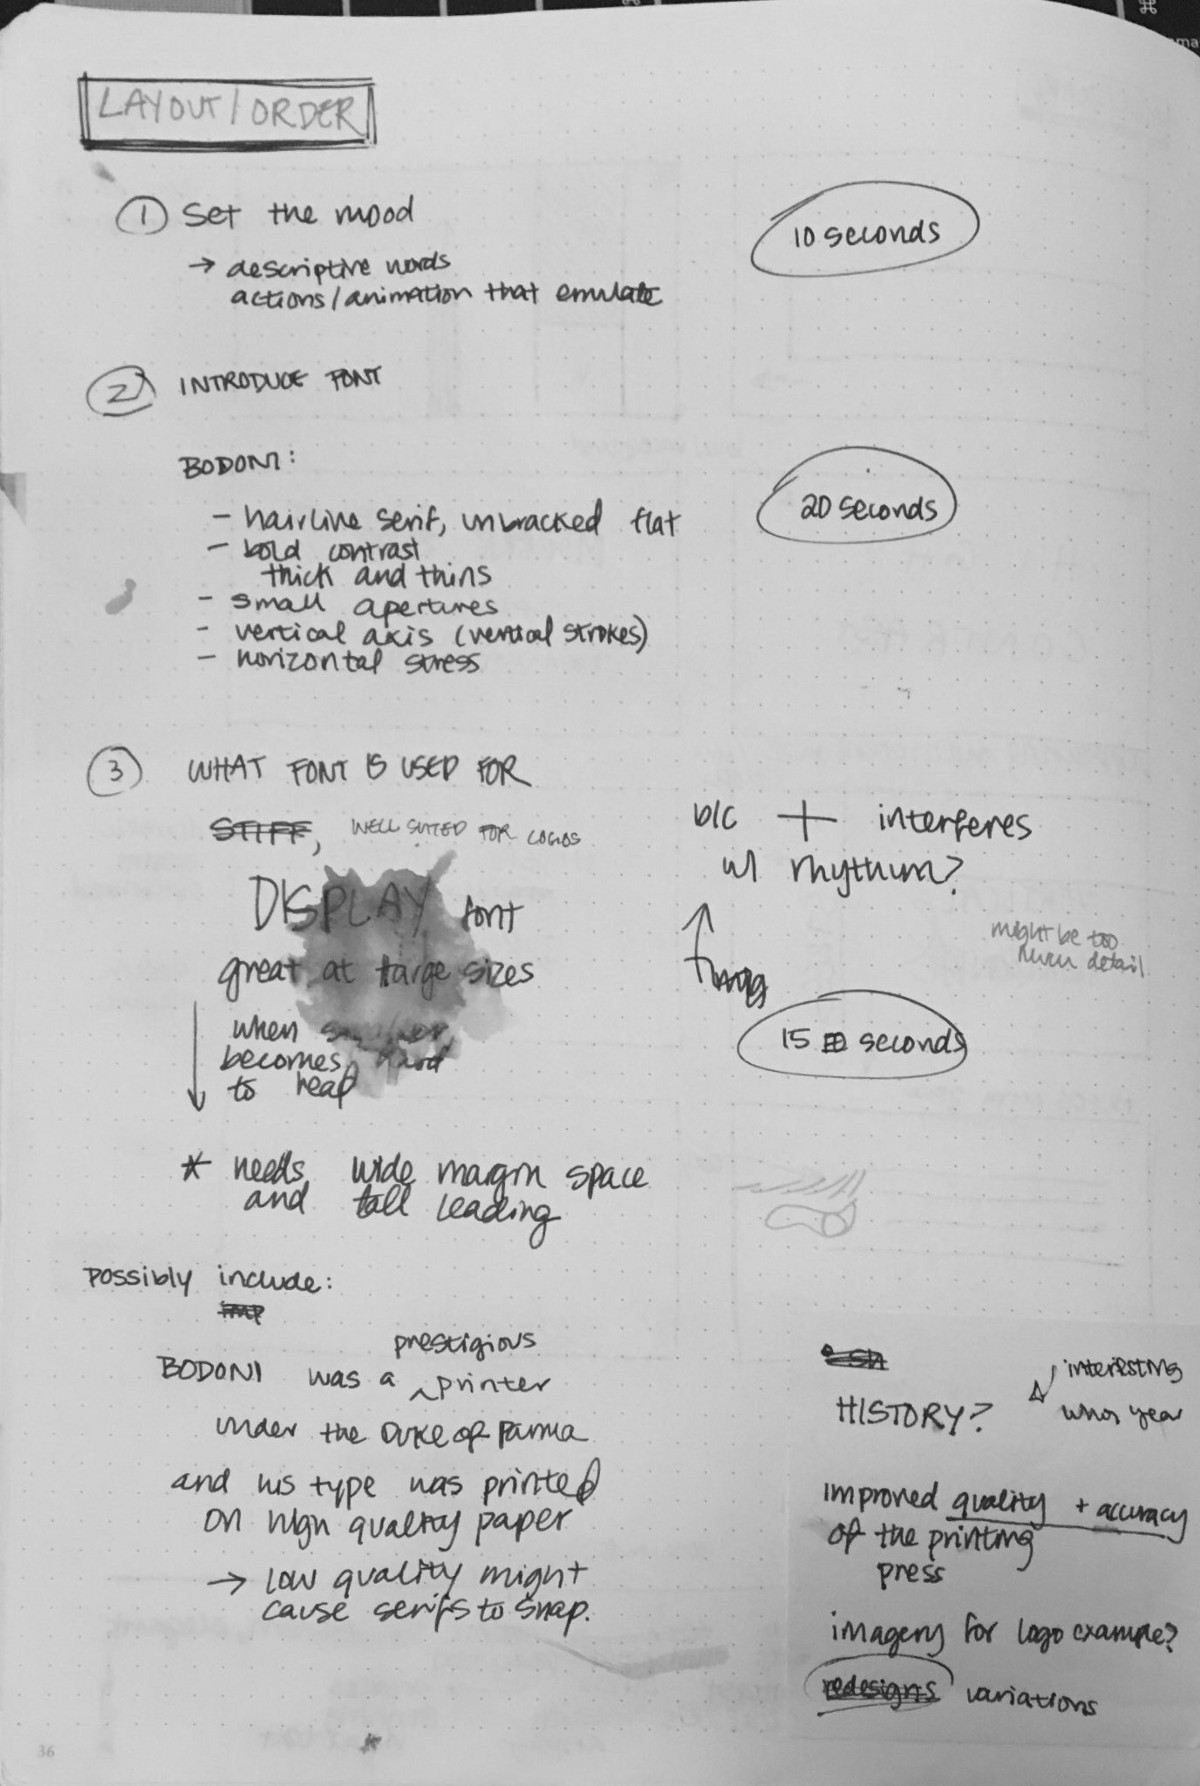 LAYOUT/ORDER
① Set the mood
10 seconds
→ descriptive words
actions/animation that emulate
② INTRODUCE FONT
BODONI:
20 seconds
- hairline serif, unbracked flat
- bold contrast
thick and thins
- small apertures
- vertical axis (vertical strokes)
- horizontal stress
③ WHAT FONT IS USED FOR
STIFF, WELL SUITED FOR LOGOS
DISPLAY font
great at large sizes
when smaller
becomes hard
to read
b/c + interferes
w/ rhythum?
might be too
much detail
15 seconds
* needs wide margin space
and tall leading
possibly include:
prestigious
BODONI was a printer
under the Duke of Parma
and his type was printed
on high quality paper
→ low quality might
cause serifs to snap.
interesting
HISTORY?
who, year
improved quality + accuracy
of the printing
press
imagery for logo example?
redesigns variations
36